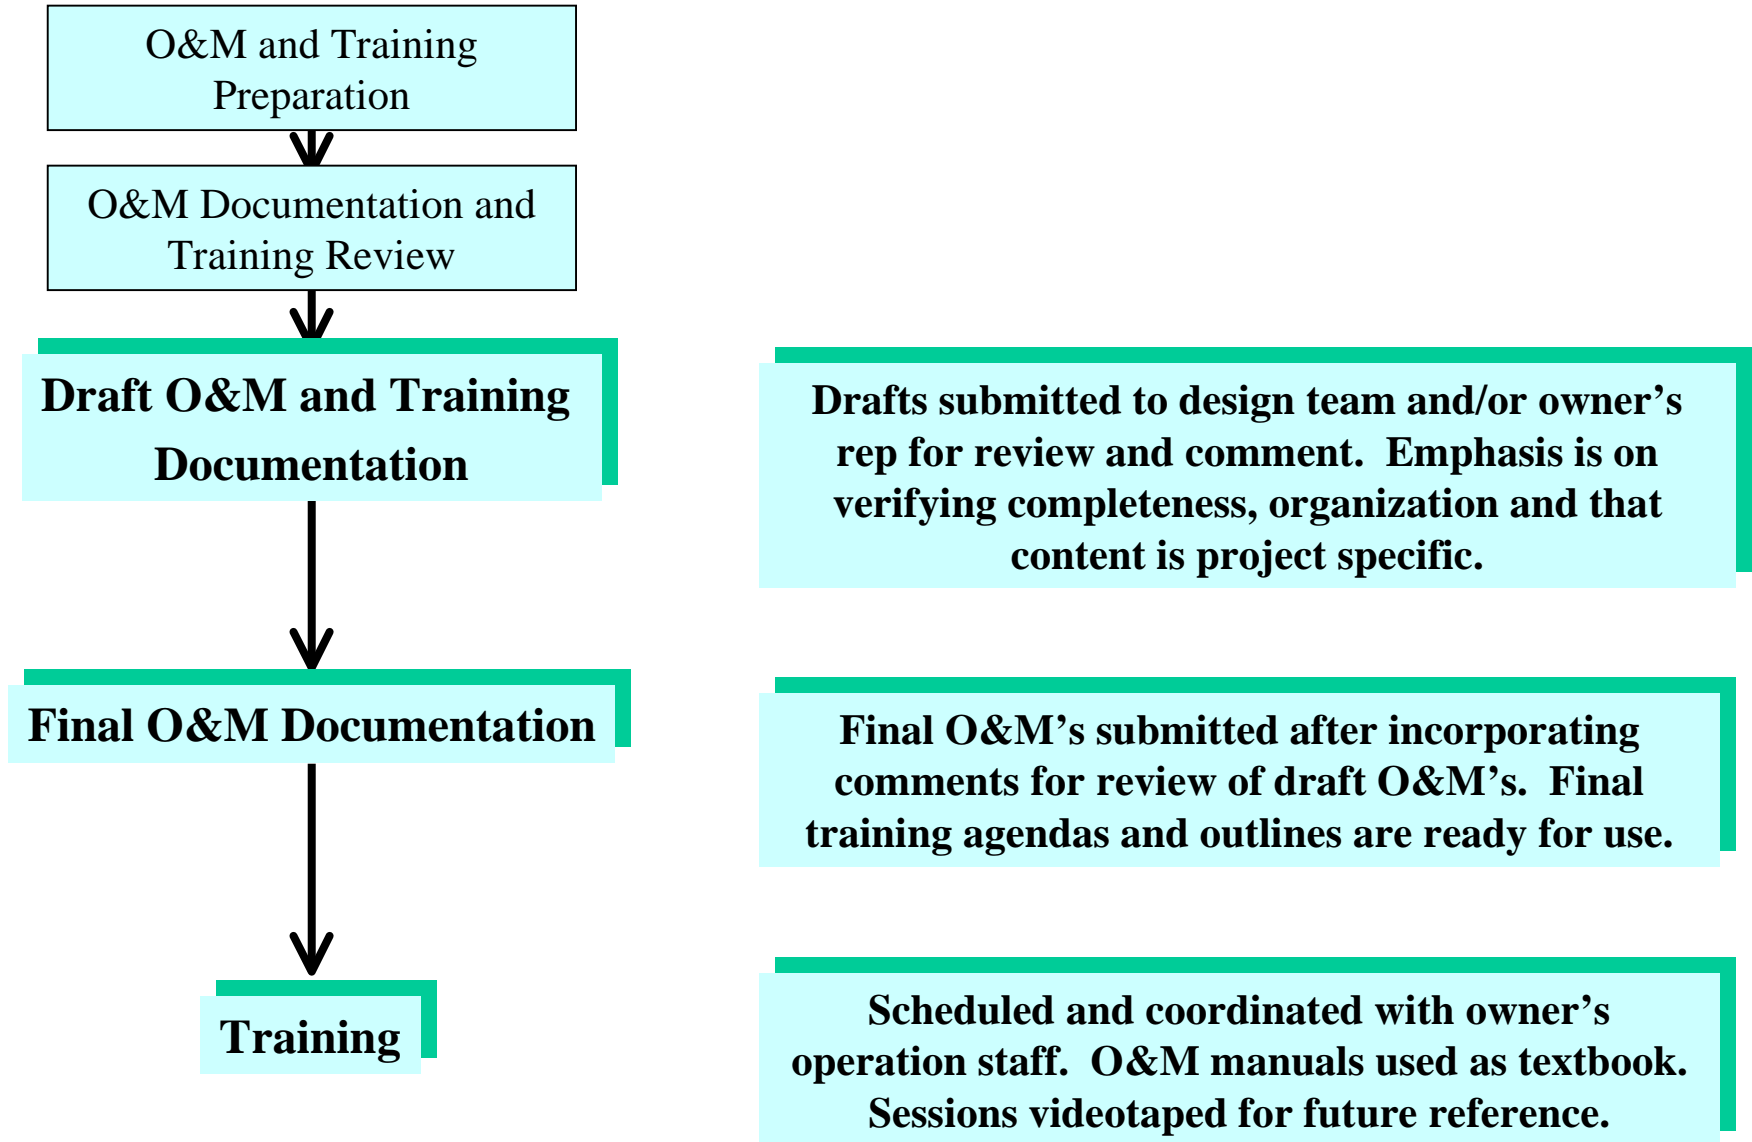 O&M and Training
Preparation
O&M Documentation and
Training Review
Draft O&M and Training
Documentation
Drafts submitted to design team and/or owner’s
rep for review and comment.  Emphasis is on
verifying completeness, organization and that
content is project specific.
Final O&M Documentation
Final O&M’s submitted after incorporating
comments for review of draft O&M’s.  Final
training agendas and outlines are ready for use.
Training
Scheduled and coordinated with owner’s
operation staff.  O&M manuals used as textbook.
Sessions videotaped for future reference.